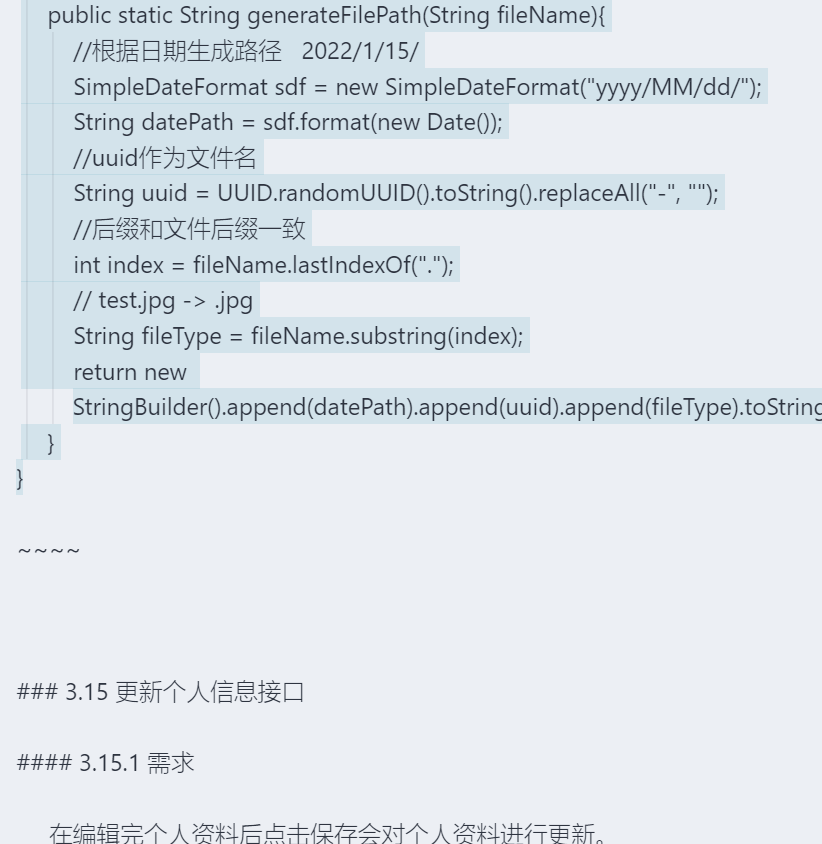 public static String generateFilePath(String fileName){
//根据日期生成路径   2022/1/15/
SimpleDateFormat sdf = new SimpleDateFormat("yyyy/MM/dd/");
String datePath = sdf.format(new Date());
//uuid作为文件名
String uuid = UUID.randomUUID().toString().replaceAll("-", "");
//后缀和文件后缀一致
int index = fileName.lastIndexOf(".");
// test.jpg -> .jpg
String fileType = fileName.substring(index);
return new
StringBuilder().append(datePath).append(uuid).append(fileType).toString
}
}
~~~~
### 3.15 更新个人信息接口
#### 3.15.1 需求
在编辑完个人资料后点击保存会对个人资料进行更新。